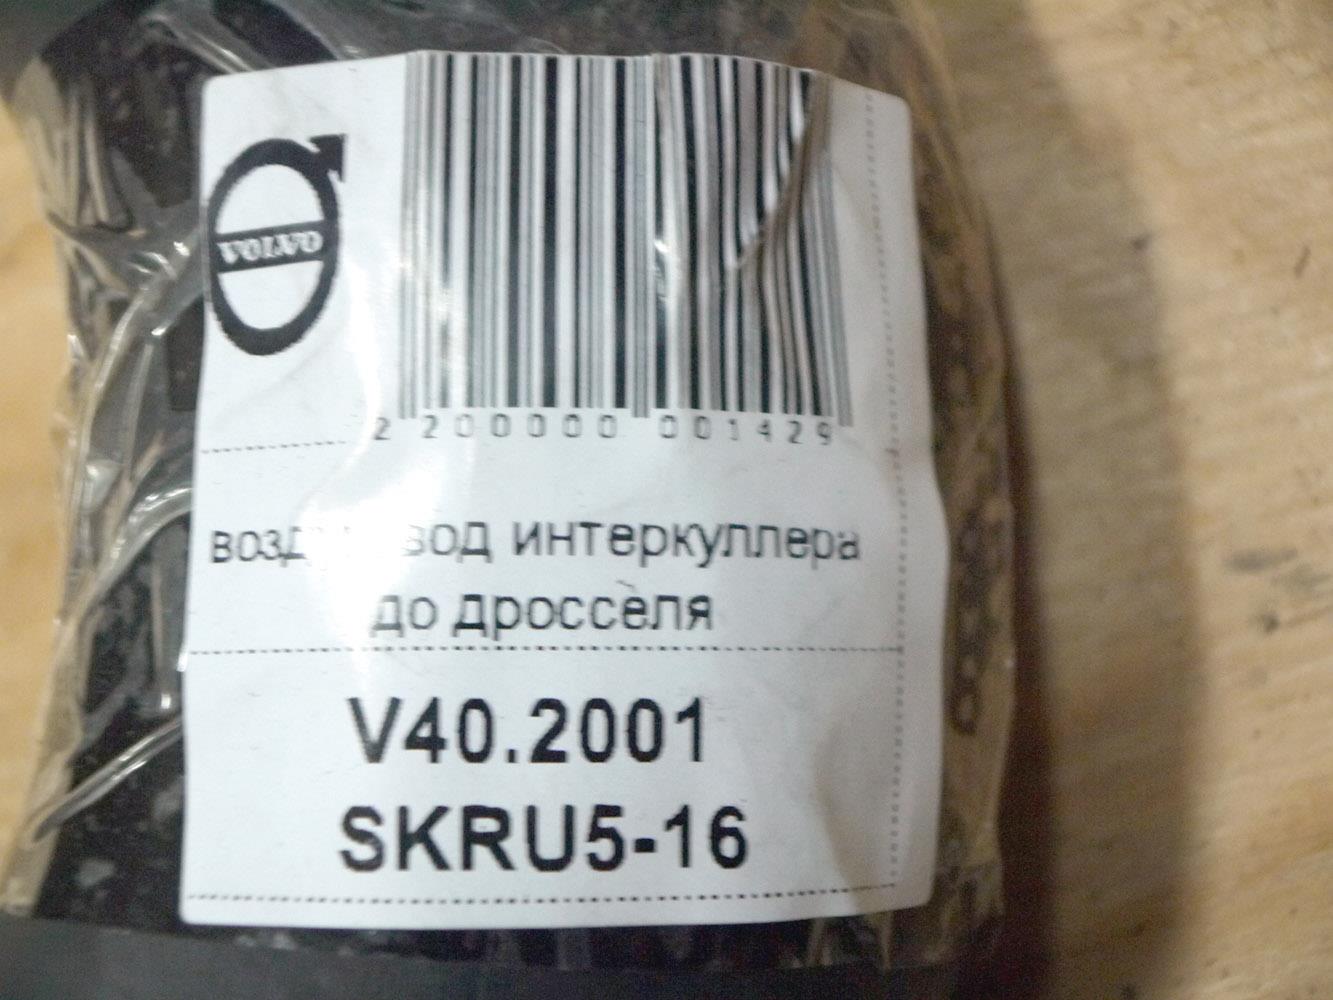 VOLVO
2 200000 001429
интеркуллера
до дросселя
V40.2001
SKRU5-16